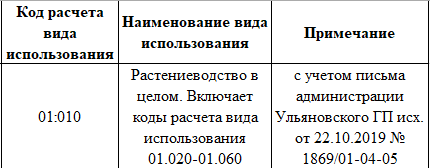 Код расчета
вида
использования
Наименование вида
использования
Примечание
01:010
Растениеводство в
целом. Включает
коды расчета вида
использования
01.020-01.060
с учетом письма
администрации
Ульяновского ГП исх.
от 22.10.2019 №
1869/01-04-05